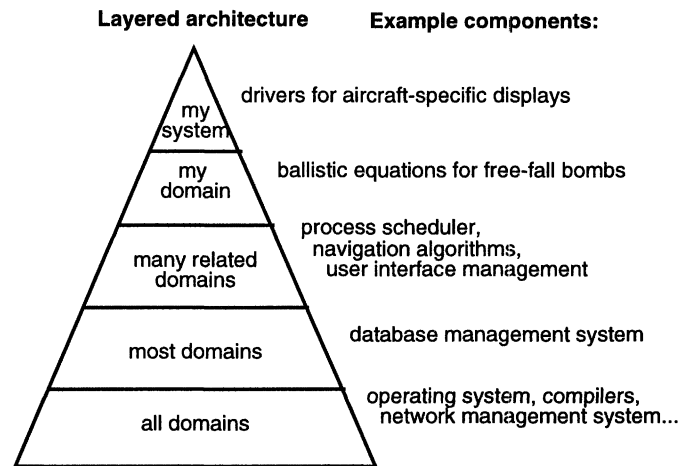 Layered architecture
Example components:
my
system
drivers for aircraft-specific displays
my
domain
ballistic equations for free-fall bombs
many related
domains
process scheduler,
navigation algorithms,
user interface management
most domains
database management system
all domains
operating system, compilers,
network management system...